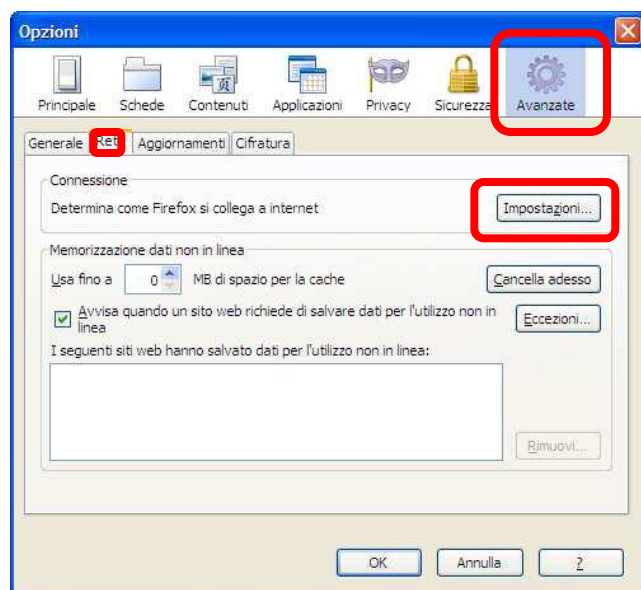 Opzioni
Principale Schede Contenuti Applicazioni Privacy Sicurezza Avanzate
Generale Ret Aggiornamenti Cifratura
Connessione
Determina come Firefox si collega a internet Impostazioni...
Memorizzazione dati non in linea
Usa fino a 0 MB di spazio per la cache Cancella adesso
Avvisa quando un sito web richiede di salvare dati per l'utilizzo non in
linea Eccezioni...
I seguenti siti web hanno salvato dati per l'utilizzo non in linea:
Rimuovi...
OK Annulla ?